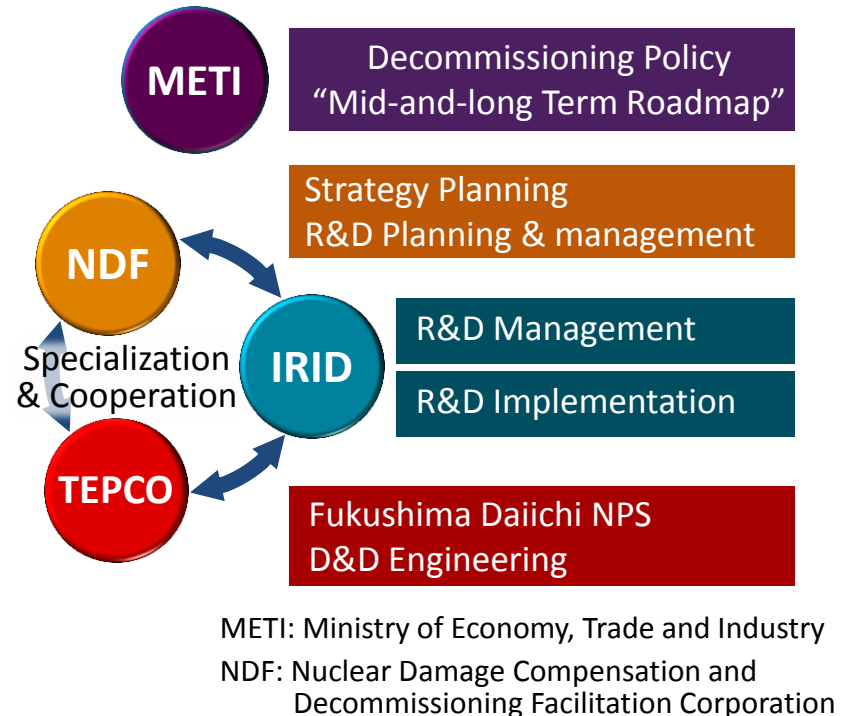 METI
Decommissioning Policy
“Mid-and-long Term Roadmap”
Strategy Planning
R&D Planning & management
NDF
R&D Management
Specialization
& Cooperation
IRID
R&D Implementation
TEPCO
Fukushima Daiichi NPS
D&D Engineering
METI: Ministry of Economy, Trade and Industry
NDF: Nuclear Damage Compensation and
Decommissioning Facilitation Corporation